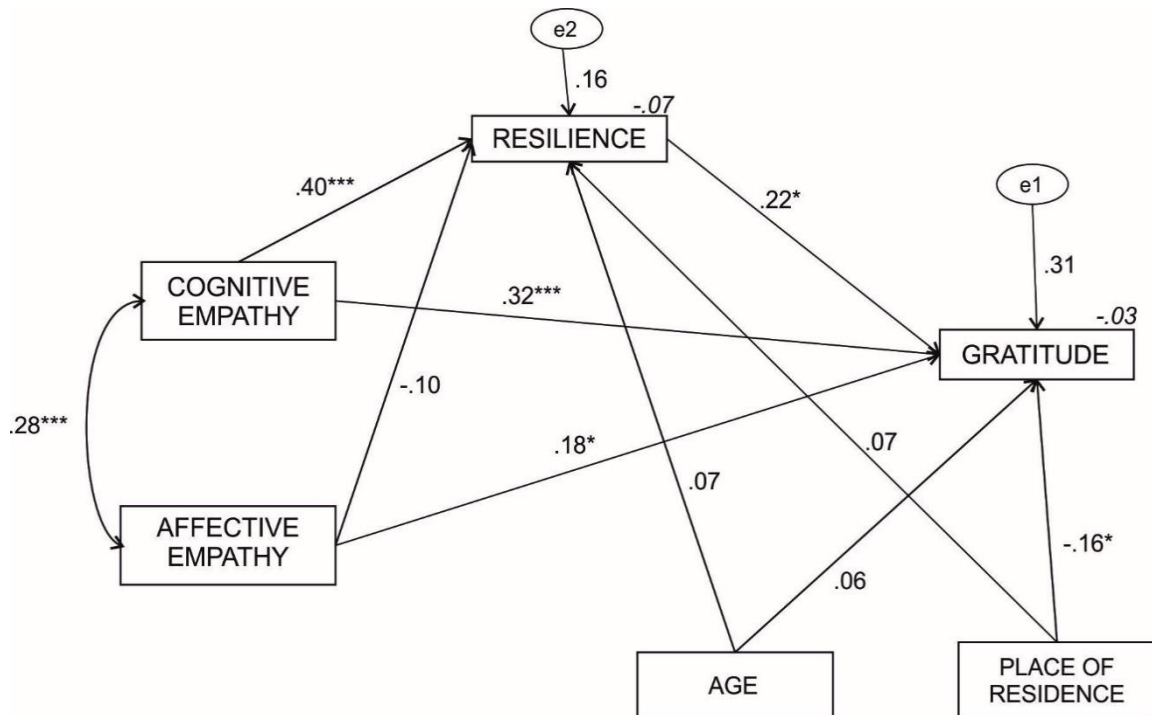 e2
.16
-.07
RESILIENCE
.40***
.22*
e1
.31
COGNITIVE
EMPATHY
.32***
-.03
GRATITUDE
-.10
.28***
.18*
.07
.07
AFFECTIVE
EMPATHY
.06
-.16*
AGE
PLACE OF
RESIDENCE